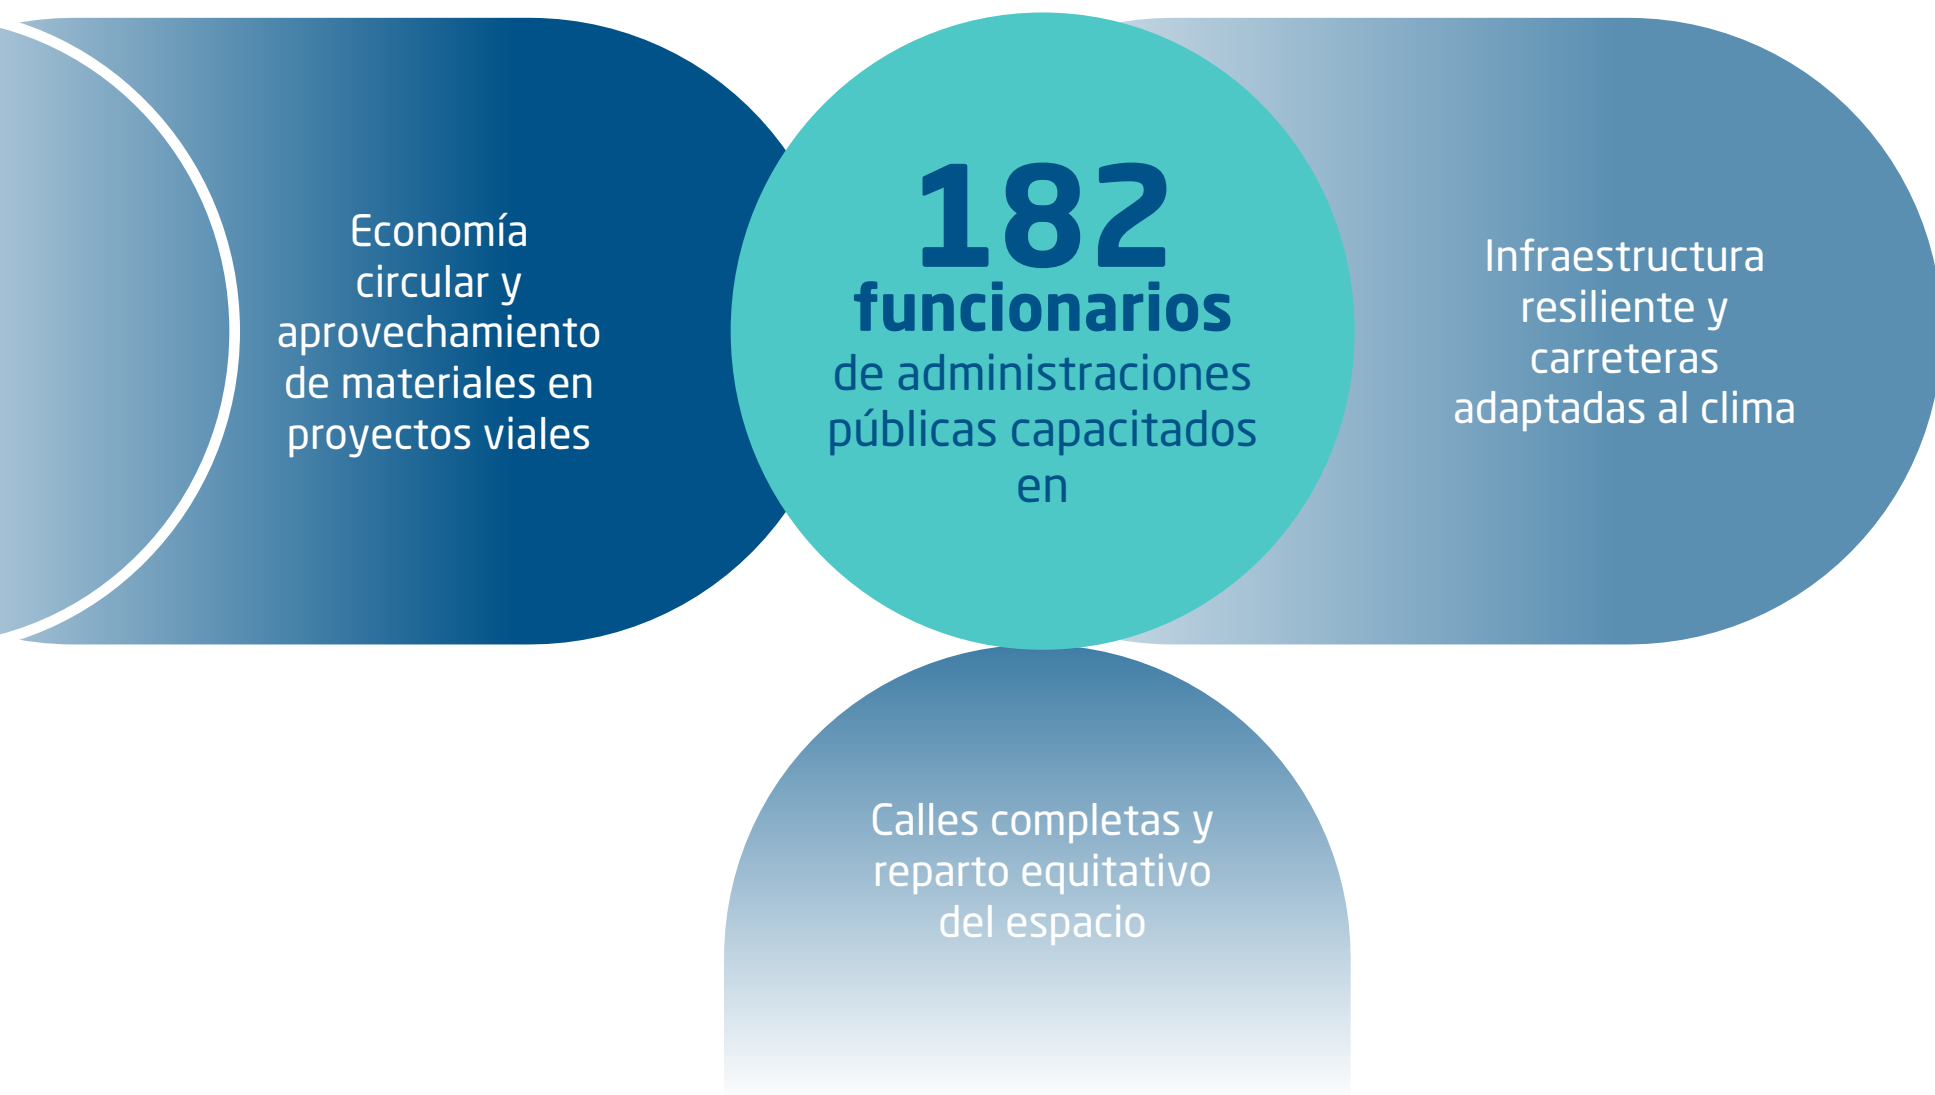 Economía
circular y
aprovechamiento
de materiales en
proyectos viales
182
funcionarios
de administraciones
públicas capacitados
en
Infraestructura
resiliente y
carreteras
adaptadas al clima
Calles completas y
reparto equitativo
del espacio